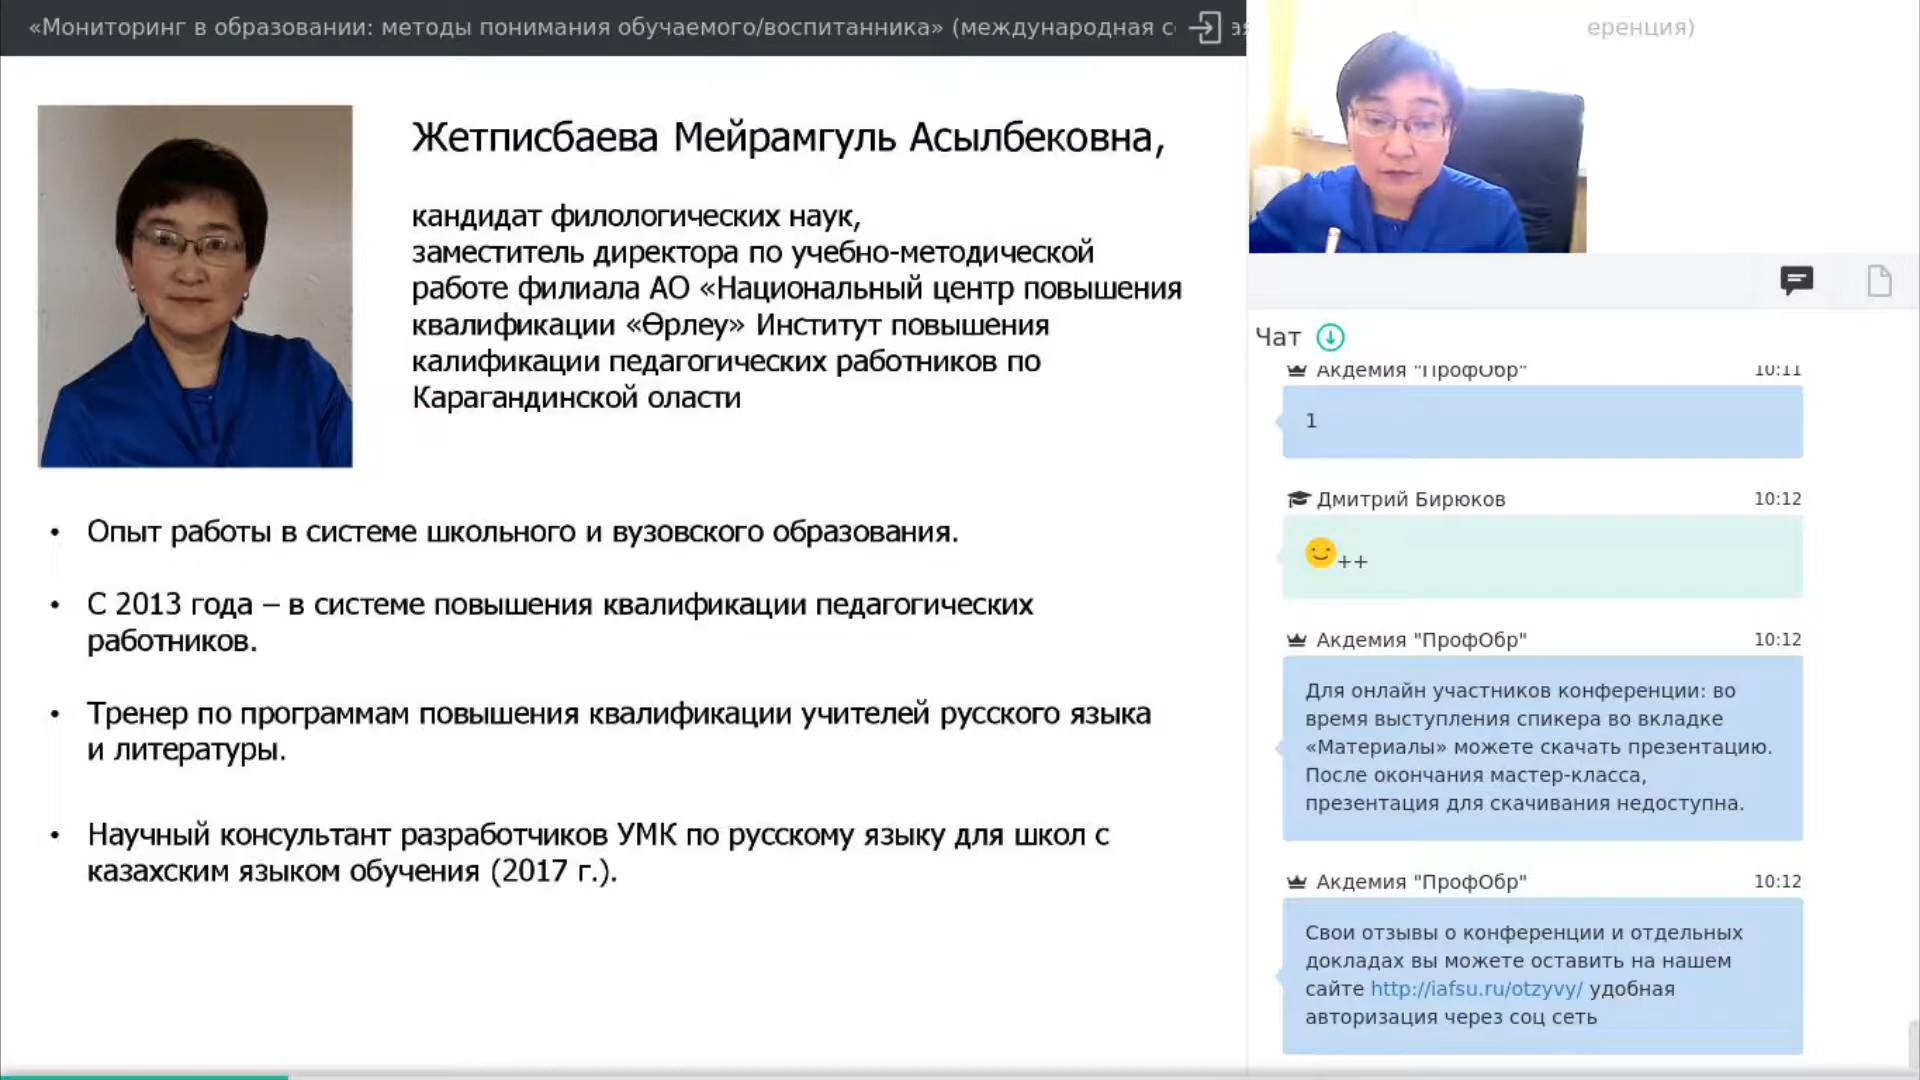 «Мониторинг в образовании: методы понимания обучаемого/воспитанника» (международная
еренция)
Жетписбаева Мейрамгуль Асылбековна,
кандидат филологических наук,
заместитель директора по учебно-методической
работе филиала АО «Национальный центр повышения
квалификации «Өрлеу» Институт повышения
калификации педагогических работников по
Карагандинской оласти
• Опыт работы в системе школьного и вузовского образования.
• С 2013 года – в системе повышения квалификации педагогических
работников.
• Тренер по программам повышения квалификации учителей русского языка
и литературы.
• Научный консультант разработчиков УМК по русскому языку для школ с
казахским языком обучения (2017 г.).
Чат
Акдемия "ПрофОбр" 10:11
1
Дмитрий Бирюков 10:12
++
Акдемия "ПрофОбр" 10:12
Для онлайн участников конференции: во
время выступления спикера во вкладке
«Материалы» можете скачать презентацию.
После окончания мастер-класса,
презентация для скачивания недоступна.
Акдемия "ПрофОбр" 10:12
Свои отзывы о конференции и отдельных
докладах вы можете оставить на нашем
сайте http://iafsu.ru/otzyvy/ удобная
авторизация через соц сеть